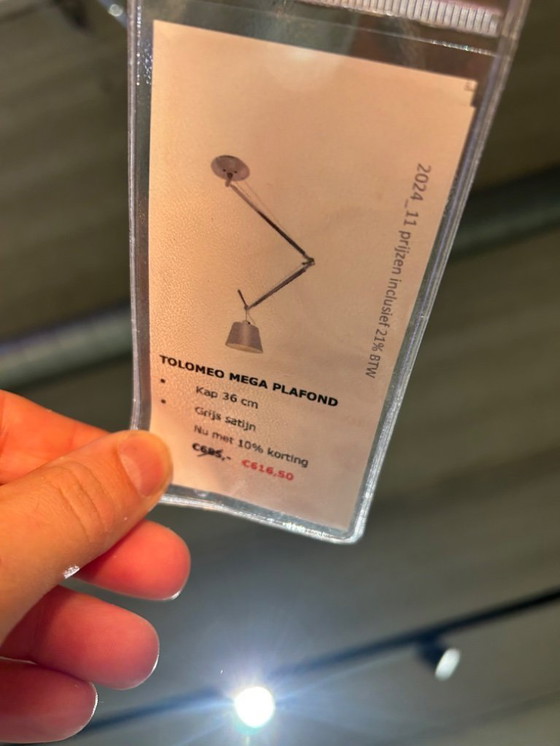 2024_11 prijzen inclusief 21% BTW
TOLOMEO MEGA PLAFOND
• Kap 36 cm
• Grijs satijn
Nu met 10% korting
€685,- €616,50